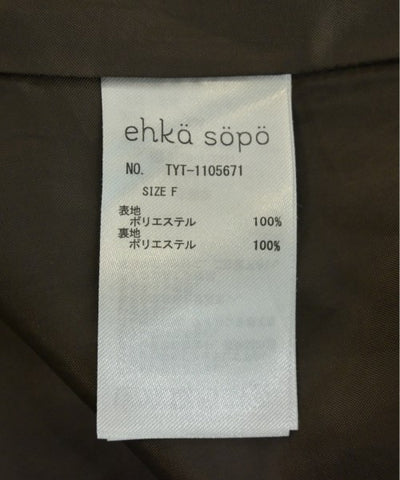 ehkä söpö
NO. TYT-1105671
SIZE F
表地
ポリエステル 100%
裏地
ポリエステル 100%